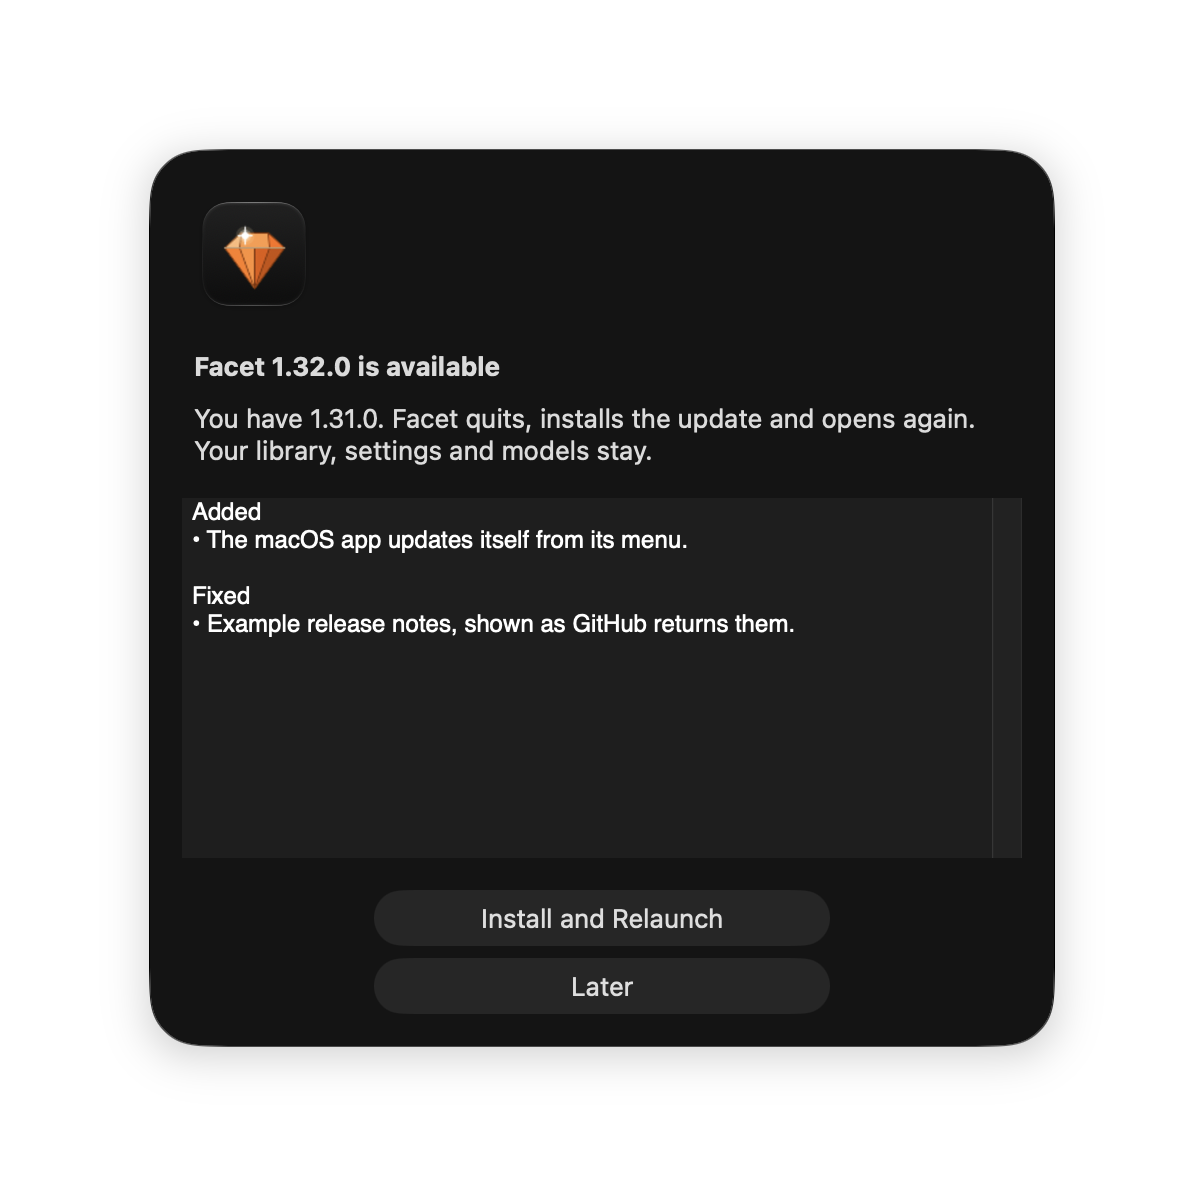 Facet 1.32.0 is available
You have 1.31.0. Facet quits, installs the update and opens again.
Your library, settings and models stay.
Added
• The macOS app updates itself from its menu.
Fixed
• Example release notes, shown as GitHub returns them.
Install and Relaunch
Later